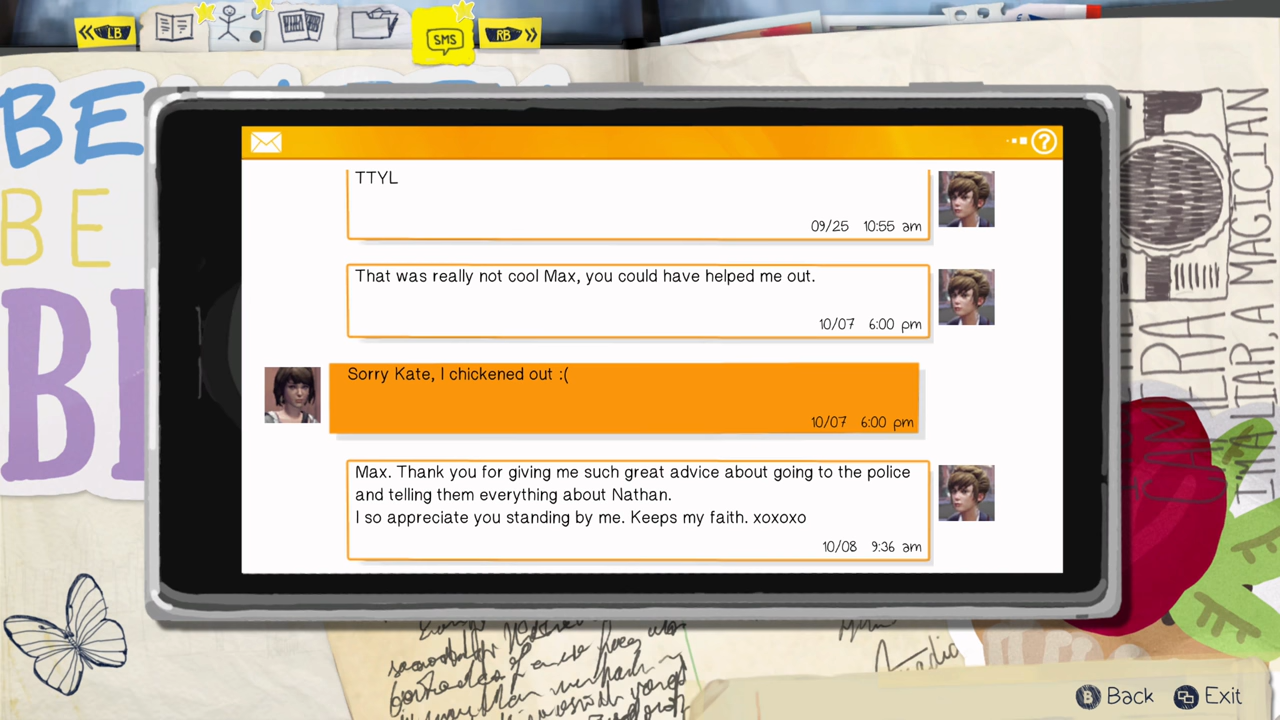 LB
SMS
RB
BE
BE
TTYL
09/25 10:55 am
That was really not cool Max, you could have helped me out.
10/07 6:00 pm
Sorry Kate, I chickened out :(
10/07 6:00 pm
Max. Thank you for giving me such great advice about going to the police
and telling them everything about Nathan.
I so appreciate you standing by me. Keeps my faith. xoxoxo
10/08 9:36 am
CAMERA
LIAR, A MAGICIAN
B Back
Exit